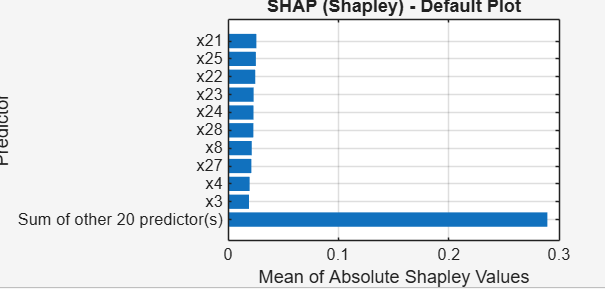 SHAP (Shapley) - Default Plot
Predictor
x21
x25
x22
x23
x24
x28
x8
x27
x4
x3
Sum of other 20 predictor(s)
0 0.1 0.2 0.3
Mean of Absolute Shapley Values